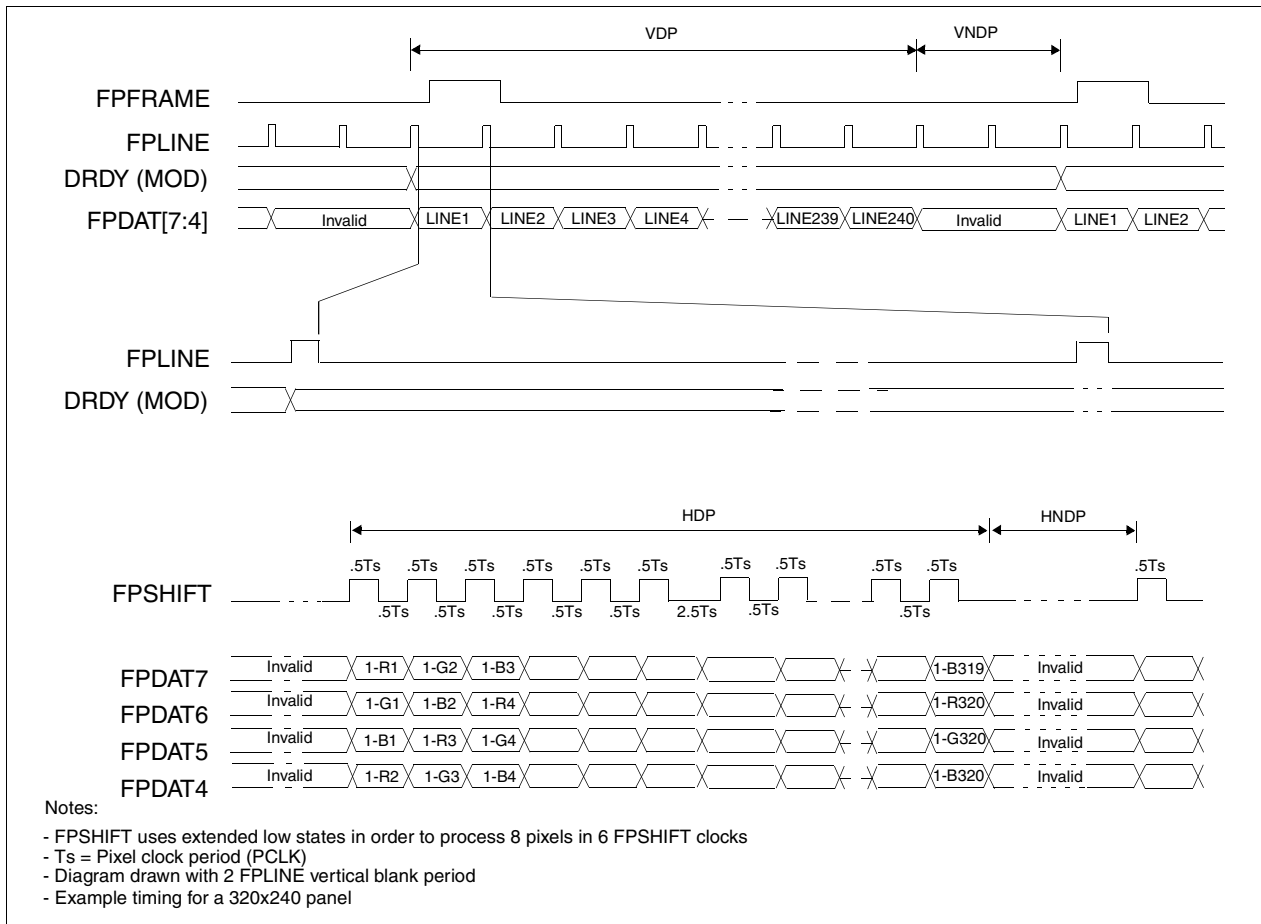 VDP VNDP
FPFRAME
FPLINE
DRDY (MOD)
FPDAT[7:4] Invalid LINE1 LINE2 LINE3 LINE4 LINE239 LINE240 Invalid LINE1 LINE2
FPLINE
DRDY (MOD)
HDP HNDP
.5Ts .5Ts .5Ts .5Ts .5Ts .5Ts .5Ts .5Ts .5Ts .5Ts .5Ts
FPSHIFT
.5Ts .5Ts .5Ts .5Ts .5Ts 2.5Ts .5Ts .5Ts
FPDAT7 Invalid 1-R1 1-G2 1-B3 1-B319 Invalid
FPDAT6 Invalid 1-G1 1-B2 1-R4 1-R320 Invalid
FPDAT5 Invalid 1-B1 1-R3 1-G4 1-G320 Invalid
FPDAT4 Invalid 1-R2 1-G3 1-B4 1-B320 Invalid
Notes:
- FPSHIFT uses extended low states in order to process 8 pixels in 6 FPSHIFT clocks
- Ts = Pixel clock period (PCLK)
- Diagram drawn with 2 FPLINE vertical blank period
- Example timing for a 320x240 panel